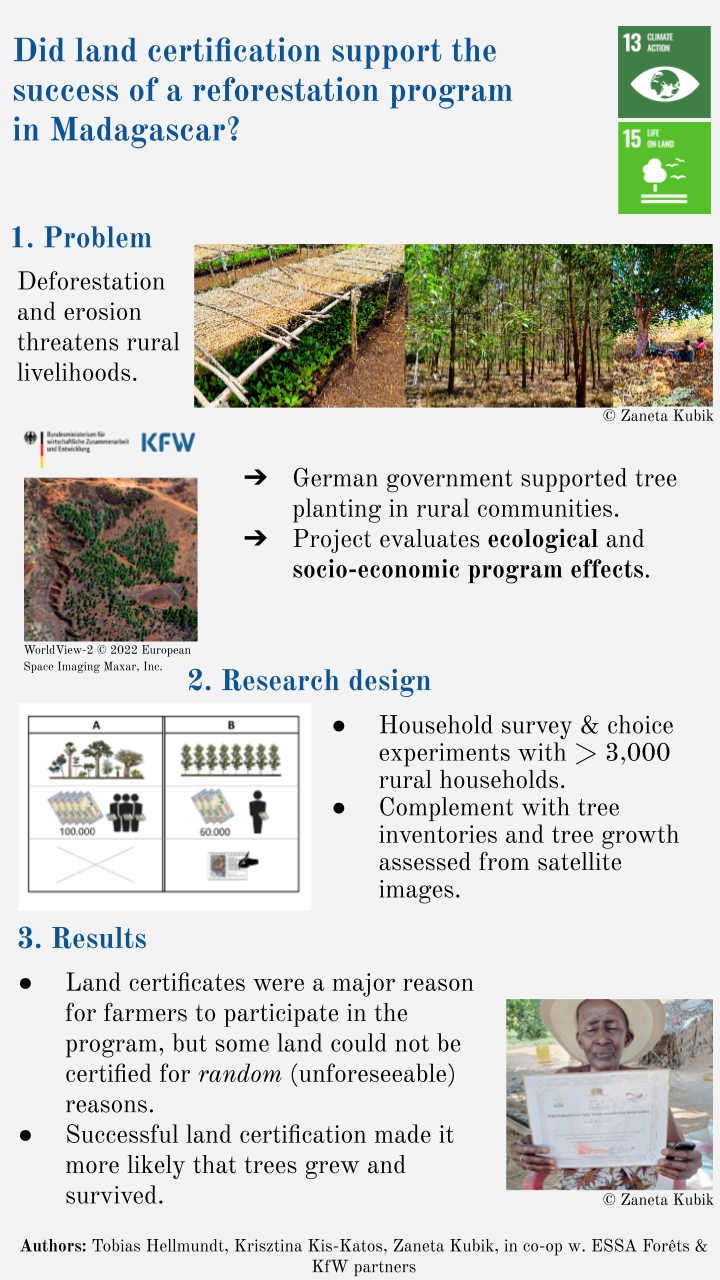 Did land certification support the
success of a reforestation program
in Madagascar?
13 CLIMATE
ACTION
15 LIFE
ON LAND
1. Problem
Deforestation
and erosion
threatens rural
livelihoods.
© Zaneta Kubik
Bundesministerium für
wirtschaftliche Zusammenarbeit
und Entwicklung
KFW
➔ German government supported tree
planting in rural communities.
➔ Project evaluates ecological and
socio-economic program effects.
WorldView-2 © 2022 European
Space Imaging Maxar, Inc.
2. Research design
A B
100.000 60.000
● Household survey & choice
experiments with > 3,000
rural households.
● Complement with tree
inventories and tree growth
assessed from satellite
images.
3. Results
● Land certificates were a major reason
for farmers to participate in the
program, but some land could not be
certified for random (unforeseeable)
reasons.
● Successful land certification made it
more likely that trees grew and
survived.
© Zaneta Kubik
Authors: Tobias Hellmundt, Krisztina Kis-Katos, Zaneta Kubik, in co-op w. ESSA Forêts &
KfW partners